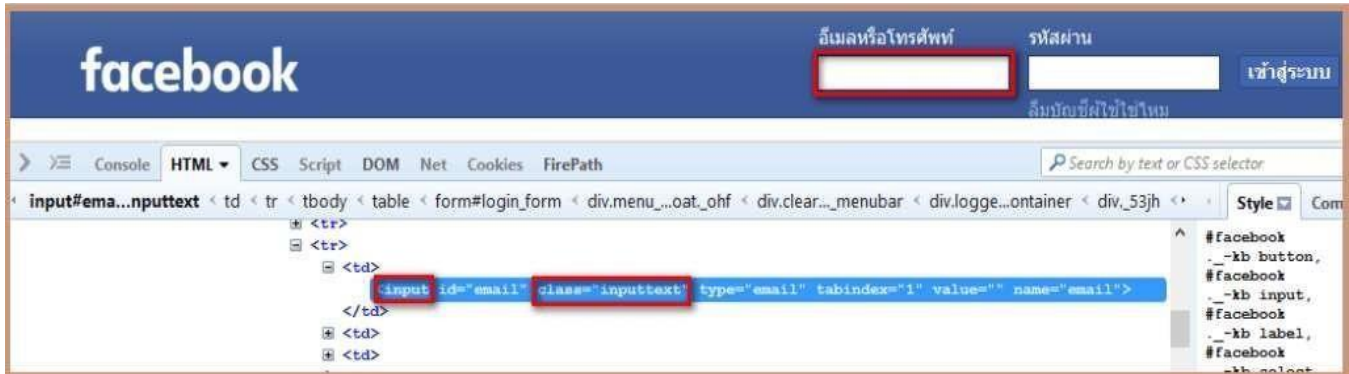 อีเมลหรือโทรศัพท์ รหัสผ่าน
facebook
เข้าสู่ระบบ
ลืมบัญชีผู้ใช้ใช่ไหม
Console HTML CSS Script DOM Net Cookies FirePath
Search by text or CSS selector
input#ema...nputtext < td < tr < tbody < table < form#login_form < div.menu_...oat._ohf < div.clear..._menubar < div.logge...ontainer < div._53jh <
Style Com
<tr>
<tr>
<td>
<input id="email" class="inputtext" type="email" tabindex="1" value="" name="email">
</td>
<td>
<td>
#facebook
._-kb button,
#facebook
._-kb input,
#facebook
._-kb label,
#facebook